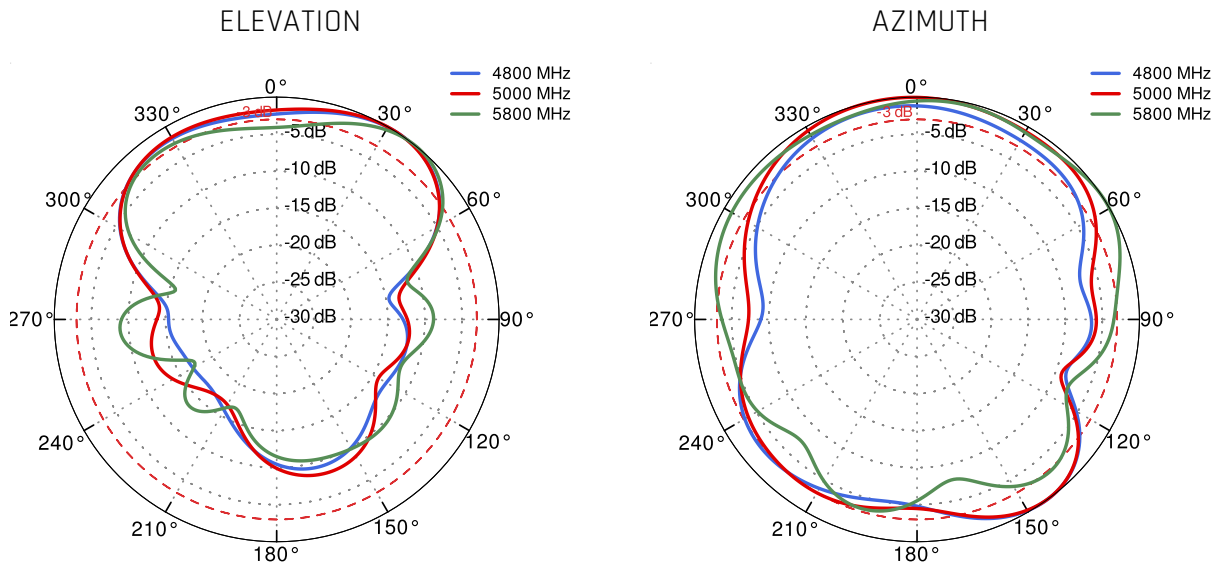 ELEVATION
4800 MHz
5000 MHz
5800 MHz
0°
330°
30°
-3 dB
-5 dB
-10 dB
300°
60°
-15 dB
-20 dB
-25 dB
270°
-30 dB
90°
240°
120°
210°
150°
180°
AZIMUTH
4800 MHz
5000 MHz
5800 MHz
0°
330°
30°
-3 dB
-5 dB
-10 dB
300°
60°
-15 dB
-20 dB
-25 dB
270°
-30 dB
90°
240°
120°
210°
150°
180°